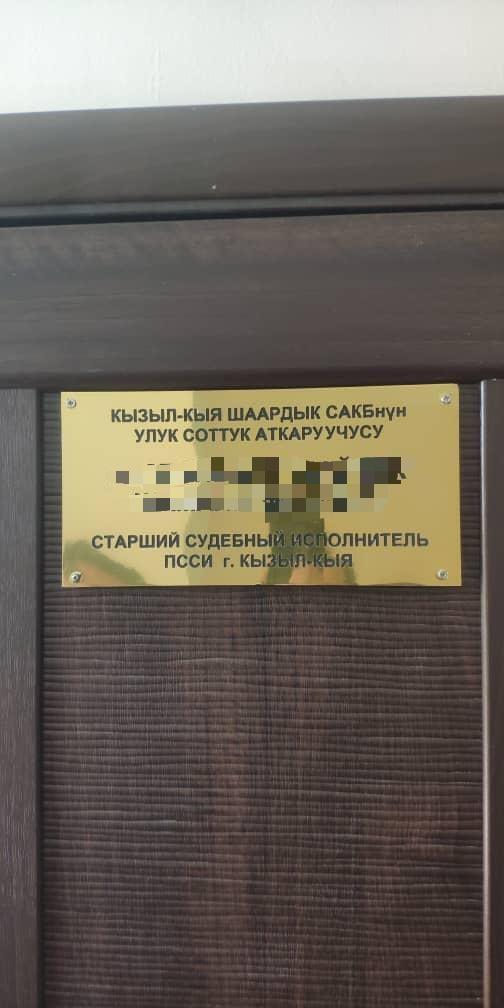 КЫЗЫЛ-КЫЯ ШААРДЫК САКБнүн
УЛУК СОТТУК АТКАРУУЧУСУ
СТАРШИЙ СУДЕБНЫЙ ИСПОЛНИТЕЛЬ
ПССИ г. КЫЗЫЛ-КЫЯ